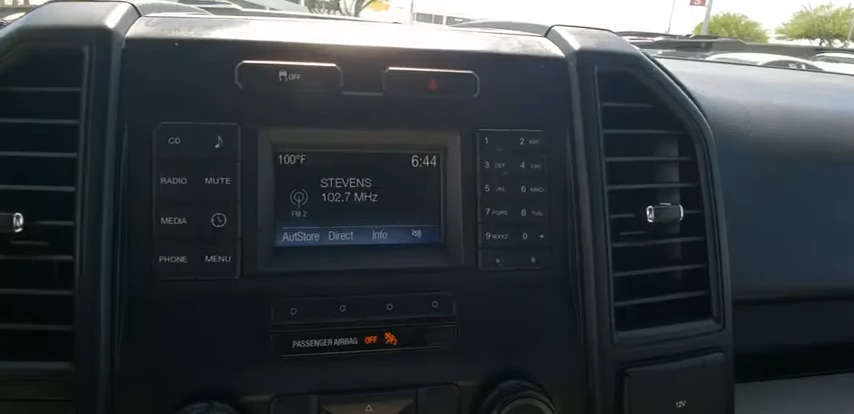 OFF
CD
RADIO MUTE
MEDIA
PHONE MENU
100°F 6:44
STEVENS
102.7 MHz
FM 2
AutStore Direct Info
1 2 ABC
3 DEF 4 GHI
5 JKL 6 MNO
7 PQRS 8 TUV
9 WXYZ 0 +
* #
PASSENGER AIRBAG OFF
12V